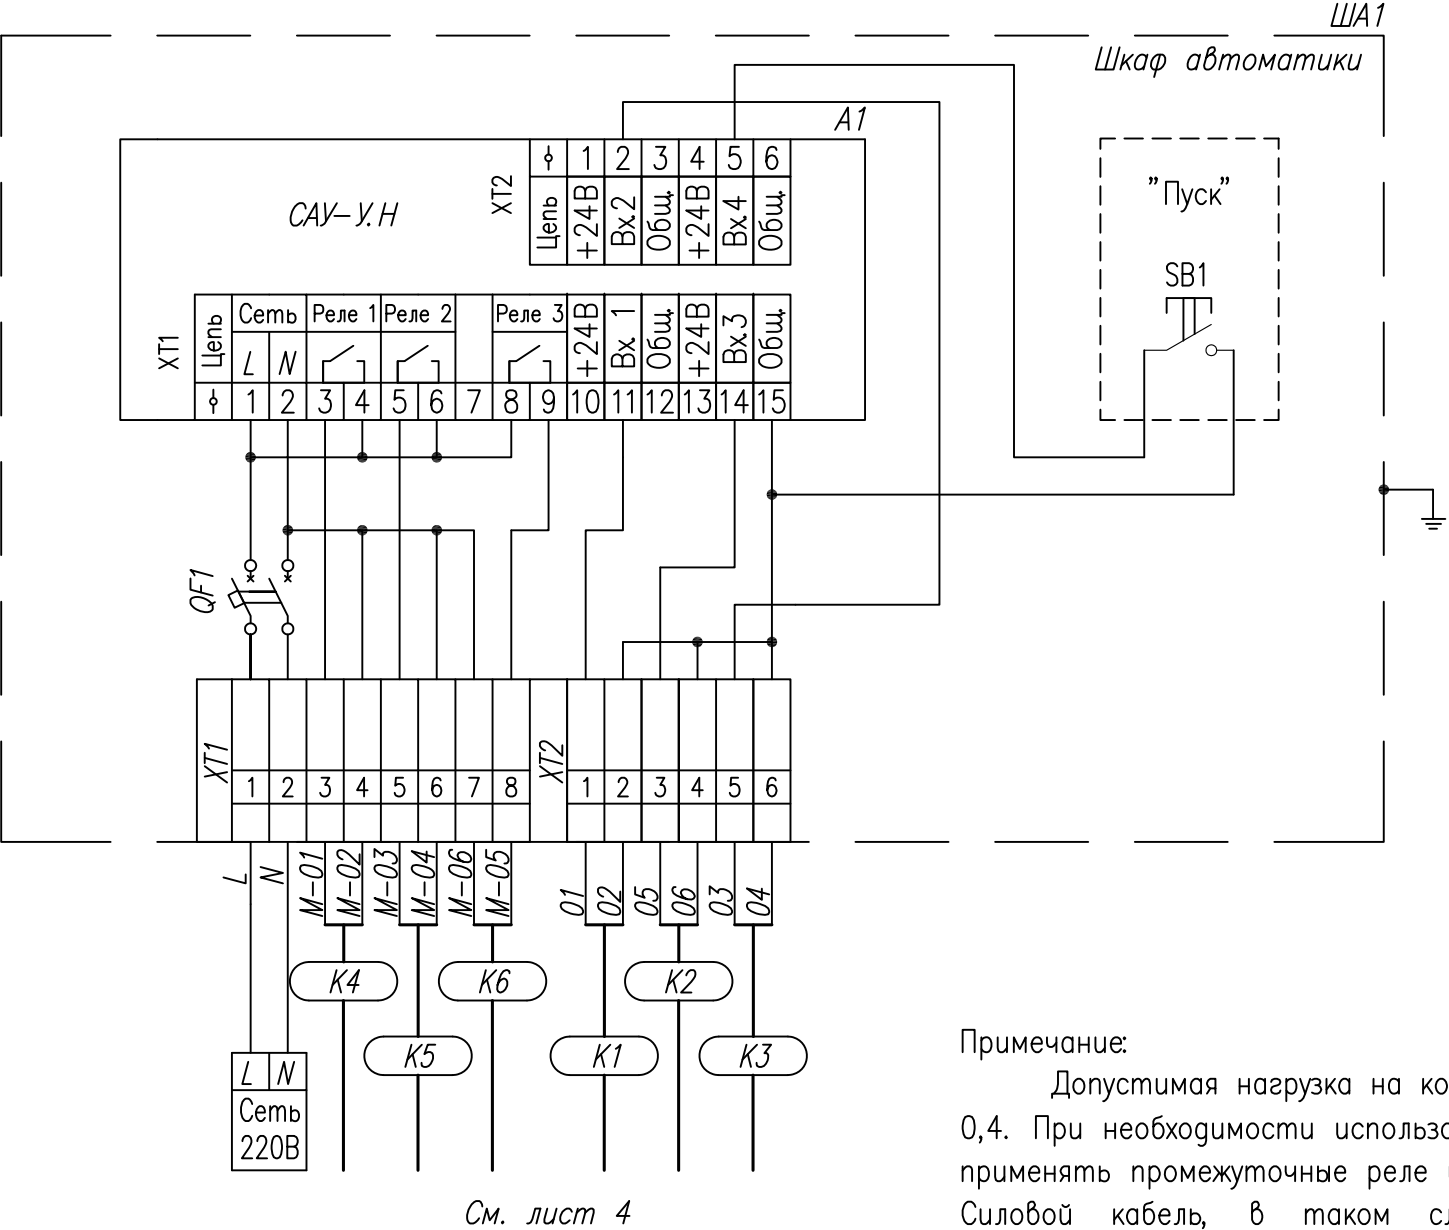 ША1
Шкаф автоматики
А1
САУ-У.Н
ХТ2
1 2 3 4 5 6
Цепь +24В Вх.2 Общ. +24В Вх.4 Общ.
"Пуск"
SB1
ХТ1
Цепь Сеть Реле 1 Реле 2 Реле 3 +24В Вх. 1 Общ. +24В Вх.3 Общ.
L N
1 2 3 4 5 6 7 8 9 10 11 12 13 14 15
QF1
ХТ1 1 2 3 4 5 6 7 8 ХТ2 1 2 3 4 5 6
L N М-01 М-02 М-03 М-04 М-06 М-05 01 02 05 06 03 04
К4 К6 К2
К5 К1 К3
L N
Сеть
220В
См. лист 4
Примечание:
Допустимая нагрузка на
0,4. При необходимости
применять промежуточные реле
Силовой кабель, в таком